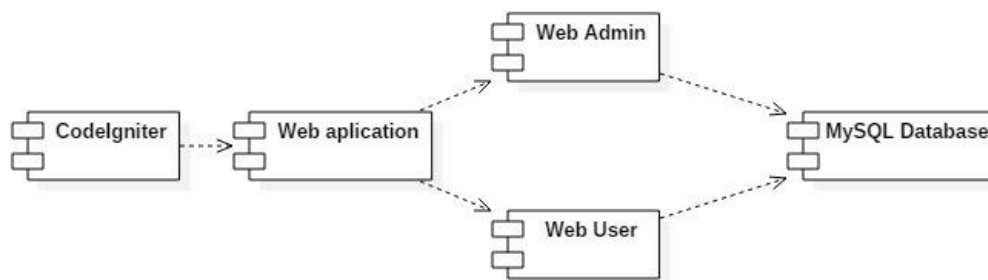 Web Admin
CodeIgniter
Web aplication
MySQL Database
Web User